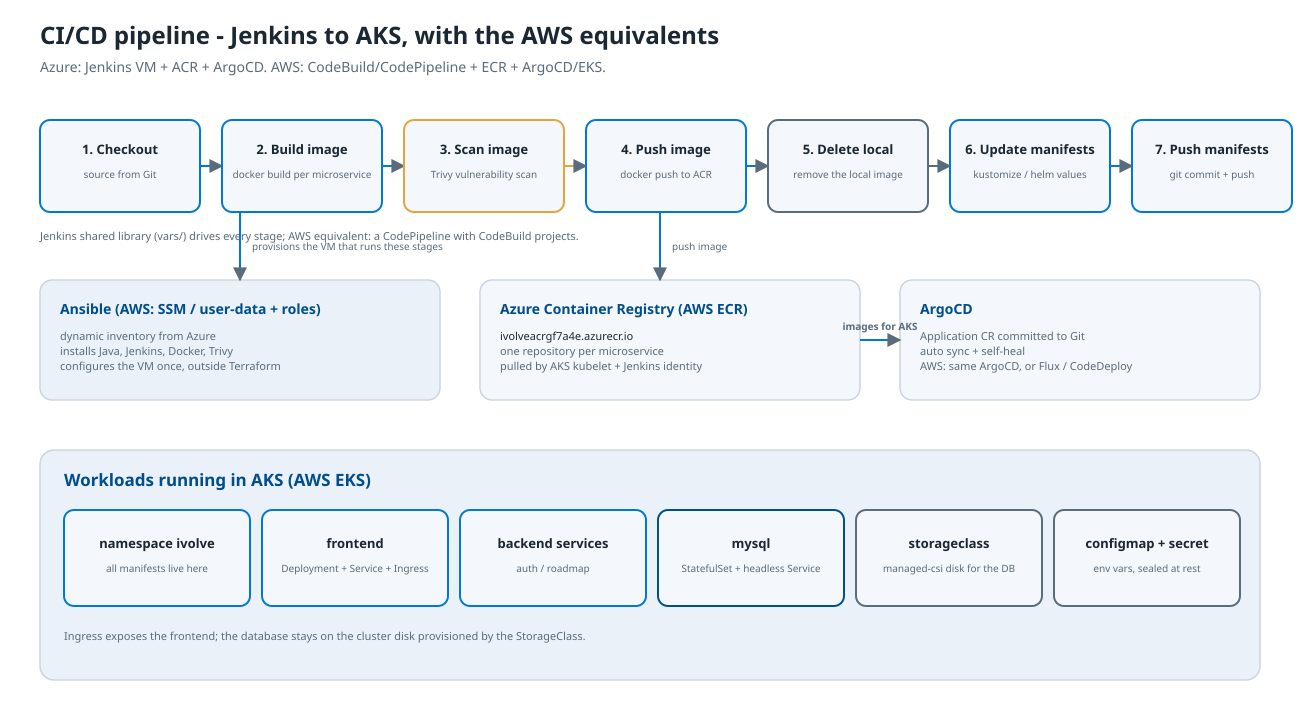 CI/CD pipeline - Jenkins to AKS, with the AWS equivalents
Azure: Jenkins VM + ACR + ArgoCD. AWS: CodeBuild/CodePipeline + ECR + ArgoCD/EKS.
1. Checkout
source from Git
2. Build image
docker build per microservice
3. Scan image
Trivy vulnerability scan
4. Push image
docker push to ACR
5. Delete local
remove the local image
6. Update manifests
kustomize / helm values
7. Push manifests
git commit + push
Jenkins shared library (vars/) drives every stage; AWS equivalent: a CodePipeline with CodeBuild projects.
provisions the VM that runs these stages
push image
Ansible (AWS: SSM / user-data + roles)
dynamic inventory from Azure
installs Java, Jenkins, Docker, Trivy
configures the VM once, outside Terraform
Azure Container Registry (AWS ECR)
ivolveacrgf7a4e.azurecr.io
one repository per microservice
pulled by AKS kubelet + Jenkins identity
images for AKS
ArgoCD
Application CR committed to Git
auto sync + self-heal
AWS: same ArgoCD, or Flux / CodeDeploy
Workloads running in AKS (AWS EKS)
namespace ivolve
all manifests live here
frontend
Deployment + Service + Ingress
backend services
auth / roadmap
mysql
StatefulSet + headless Service
storageclass
managed-csi disk for the DB
configmap + secret
env vars, sealed at rest
Ingress exposes the frontend; the database stays on the cluster disk provisioned by the StorageClass.